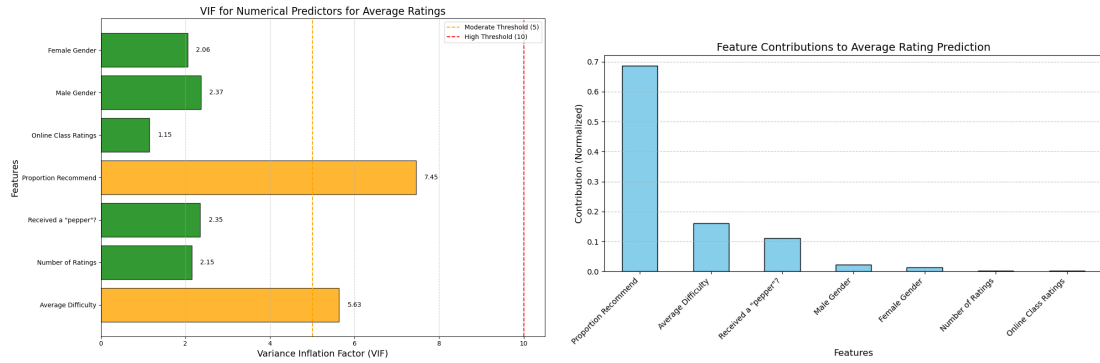 VIF for Numerical Predictors for Average Ratings
Moderate Threshold (5)
High Threshold (10)
Features
Female Gender
2.06
Male Gender
2.37
Online Class Ratings
1.15
Proportion Recommend
7.45
Received a "pepper"?
2.35
Number of Ratings
2.15
Average Difficulty
5.63
0 2 4 6 8 10
Variance Inflation Factor (VIF)
Feature Contributions to Average Rating Prediction
Contribution (Normalized)
0.7
0.6
0.5
0.4
0.3
0.2
0.1
0.0
Proportion Recommend
Average Difficulty
Received a "pepper"?
Male Gender
Female Gender
Number of Ratings
Online Class Ratings
Features